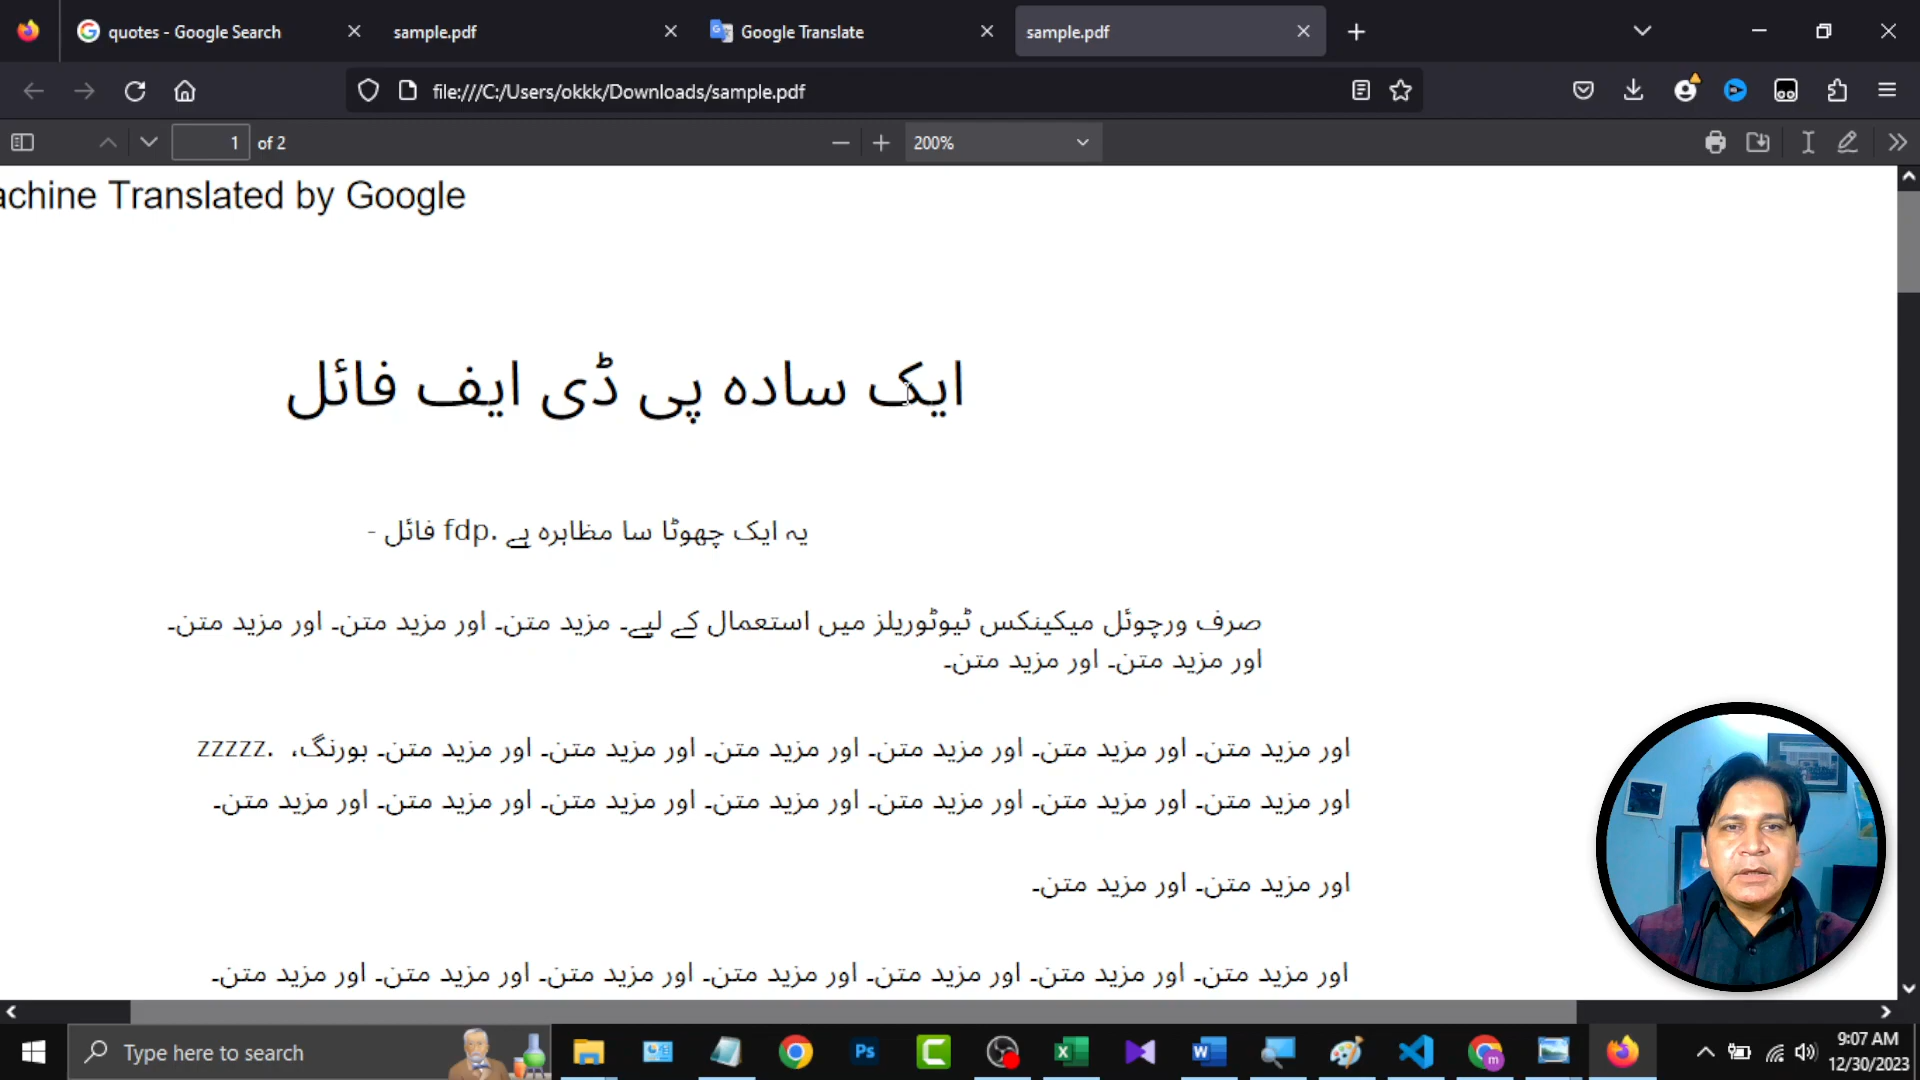 quotes - Google Search
sample.pdf
Google Translate
sample.pdf
file:///C:/Users/okkk/Downloads/sample.pdf
1 of 2
200%
achine Translated by Google
ایک سادہ پی ڈی ایف فائل
یہ ایک چھوٹا سا مظاہرہ ہے .fdp فائل -
صرف ورچوئل میکینکس ٹیوٹوریلز میں استعمال کے لیے۔ مزید متن۔ اور مزید متن۔ اور مزید متن۔
اور مزید متن۔ اور مزید متن۔
اور مزید متن۔ اور مزید متن۔ اور مزید متن۔ اور مزید متن۔ اور مزید متن۔ اور مزید متن۔ بورنگ، zzzzz.
اور مزید متن۔ اور مزید متن۔ اور مزید متن۔ اور مزید متن۔ اور مزید متن۔ اور مزید متن۔ اور مزید متن۔
اور مزید متن۔ اور مزید متن۔
اور مزید متن۔ اور مزید متن۔ اور مزید متن۔ اور مزید متن۔ اور مزید متن۔ اور مزید متن۔ اور مزید متن۔
Type here to search
Ps
m
9:07 AM
12/30/2023